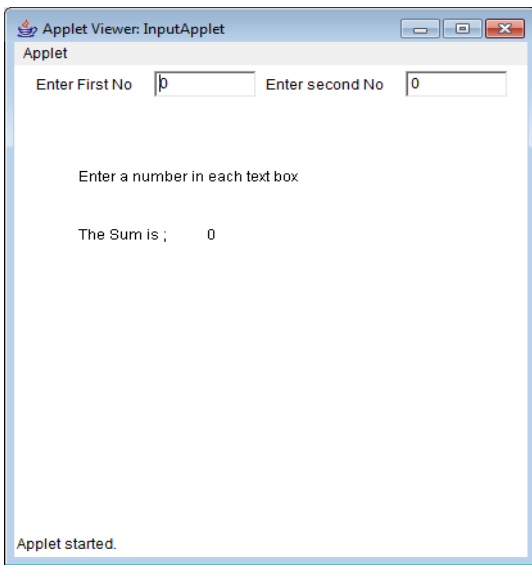 Applet Viewer: InputApplet
Applet
Enter First No 0 Enter second No 0
Enter a number in each text box
The Sum is ; 0
Applet started.